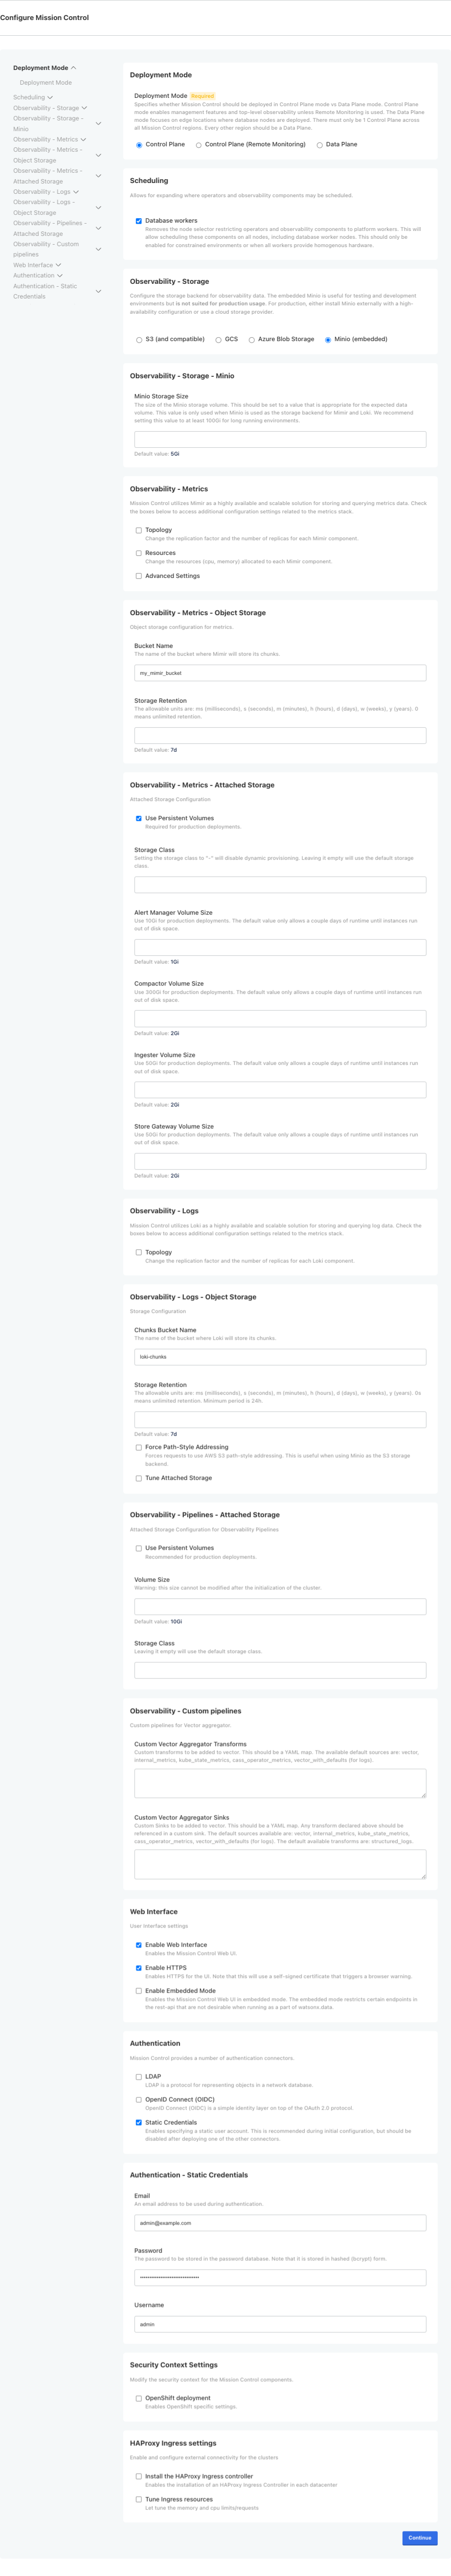 Configure Mission Control
Deployment Mode
Deployment Mode
Scheduling
Observability - Storage
Observability - Storage -
Minio
Observability - Metrics
Observability - Metrics -
Object Storage
Observability - Metrics -
Attached Storage
Observability - Logs
Observability - Logs -
Object Storage
Observability - Pipelines -
Attached Storage
Observability - Custom
pipelines
Web Interface
Authentication
Authentication - Static
Credentials
Deployment Mode
Deployment Mode Required
Specifies whether Mission Control should be deployed in Control Plane mode vs Data Plane mode. Control Plane
mode enables management features and top-level observability unless Remote Monitoring is used. The Data Plane
mode focuses on edge locations where database nodes are deployed. There must only be 1 Control Plane across
all Mission Control regions. Every other region should be a Data Plane.
Control Plane Control Plane (Remote Monitoring) Data Plane
Scheduling
Allows for expanding where operators and observability components may be scheduled.
Database workers
Removes the node selector restricting operators and observability components to platform workers. This will
allow scheduling these components on all nodes, including database worker nodes. This should only be
enabled for constrained environments or when all workers provide homogenous hardware.
Observability - Storage
Configure the storage backend for observability data. The embedded Minio is useful for testing and development
environments but is not suited for production usage. For production, either install Minio externally with a high-
availability configuration or use a cloud storage provider.
S3 (and compatible) GCS Azure Blob Storage Minio (embedded)
Observability - Storage - Minio
Minio Storage Size
The size of the Minio storage volume. This should be set to a value that is appropriate for the expected data
volume. This value is only used when Minio is used as the storage backend for Mimir and Loki. We recommend
setting this value to at least 100Gi for long running environments.
Default value: 5Gi
Observability - Metrics
Mission Control utilizes Mimir as a highly available and scalable solution for storing and querying metrics data. Check
the boxes below to access additional configuration settings related to the metrics stack.
Topology
Change the replication factor and the number of replicas for each Mimir component.
Resources
Change the resources (cpu, memory) allocated to each Mimir component.
Advanced Settings
Observability - Metrics - Object Storage
Object storage configuration for metrics.
Bucket Name
The name of the bucket where Mimir will store its chunks.
my_mimir_bucket
Storage Retention
The allowable units are: ms (milliseconds), s (seconds), m (minutes), h (hours), d (days), w (weeks), y (years). 0
means unlimited retention.
Default value: 7d
Observability - Metrics - Attached Storage
Attached Storage Configuration
Use Persistent Volumes
Required for production deployments.
Storage Class
Setting the storage class to "-" will disable dynamic provisioning. Leaving it empty will use the default storage
class.
Alert Manager Volume Size
Use 10Gi for production deployments. The default value only allows a couple days of runtime until instances run
out of disk space.
Default value: 1Gi
Compactor Volume Size
Use 300Gi for production deployments. The default value only allows a couple days of runtime until instances run
out of disk space.
Default value: 2Gi
Ingester Volume Size
Use 50Gi for production deployments. The default value only allows a couple days of runtime until instances run
out of disk space.
Default value: 2Gi
Store Gateway Volume Size
Use 50Gi for production deployments. The default value only allows a couple days of runtime until instances run
out of disk space.
Default value: 2Gi
Observability - Logs
Mission Control utilizes Loki as a highly available and scalable solution for storing and querying log data. Check the
boxes below to access additional configuration settings related to the metrics stack.
Topology
Change the replication factor and the number of replicas for each Loki component.
Observability - Logs - Object Storage
Storage Configuration
Chunks Bucket Name
The name of the bucket where Loki will store its chunks.
loki-chunks
Storage Retention
The allowable units are: ms (milliseconds), s (seconds), m (minutes), h (hours), d (days), w (weeks), y (years). 0s
means unlimited retention. Minimum period is 24h.
Default value: 7d
Force Path-Style Addressing
Forces requests to use AWS S3 path-style addressing. This is useful when using Minio as the S3 storage
backend.
Tune Attached Storage
Observability - Pipelines - Attached Storage
Attached Storage Configuration for Observability Pipelines
Use Persistent Volumes
Recommended for production deployments.
Volume Size
Warning: this size cannot be modified after the initialization of the cluster.
Default value: 10Gi
Storage Class
Leaving it empty will use the default storage class.
Observability - Custom pipelines
Custom pipelines for Vector aggregator.
Custom Vector Aggregator Transforms
Custom transforms to be added to vector. This should be a YAML map. The available default sources are: vector,
internal_metrics, kube_state_metrics, cass_operator_metrics, vector_with_defaults (for logs).
Custom Vector Aggregator Sinks
Custom Sinks to be added to vector. This should be a YAML map. Any transform declared above should be
referenced in a custom sink. The default sources available are: vector, internal_metrics, kube_state_metrics,
cass_operator_metrics, vector_with_defaults (for logs). The default available transforms are: structured_logs.
Web Interface
User Interface settings
Enable Web Interface
Enables the Mission Control Web UI.
Enable HTTPS
Enables HTTPS for the UI. Note that this will use a self-signed certificate that triggers a browser warning.
Enable Embedded Mode
Enables the Mission Control Web UI in embedded mode. The embedded mode restricts certain endpoints in
the rest-api that are not desirable when running as a part of watsonx.data.
Authentication
Mission Control provides a number of authentication connectors.
LDAP
LDAP is a protocol for representing objects in a network database.
OpenID Connect (OIDC)
OpenID Connect (OIDC) is a simple identity layer on top of the OAuth 2.0 protocol.
Static Credentials
Enables specifying a static user account. This is recommended during initial configuration, but should be
disabled after deploying one of the other connectors.
Authentication - Static Credentials
Email
An email address to be used during authentication.
admin@example.com
Password
The password to be stored in the password database. Note that it is stored in hashed (bcrypt) form.
Username
admin
Security Context Settings
Modify the security context for the Mission Control components.
OpenShift deployment
Enables OpenShift specific settings.
HAProxy Ingress settings
Enable and configure external connectivity for the clusters
Install the HAProxy Ingress controller
Enables the installation of an HAProxy Ingress Controller in each datacenter
Tune Ingress resources
Let tune the memory and cpu limits/requests
Continue